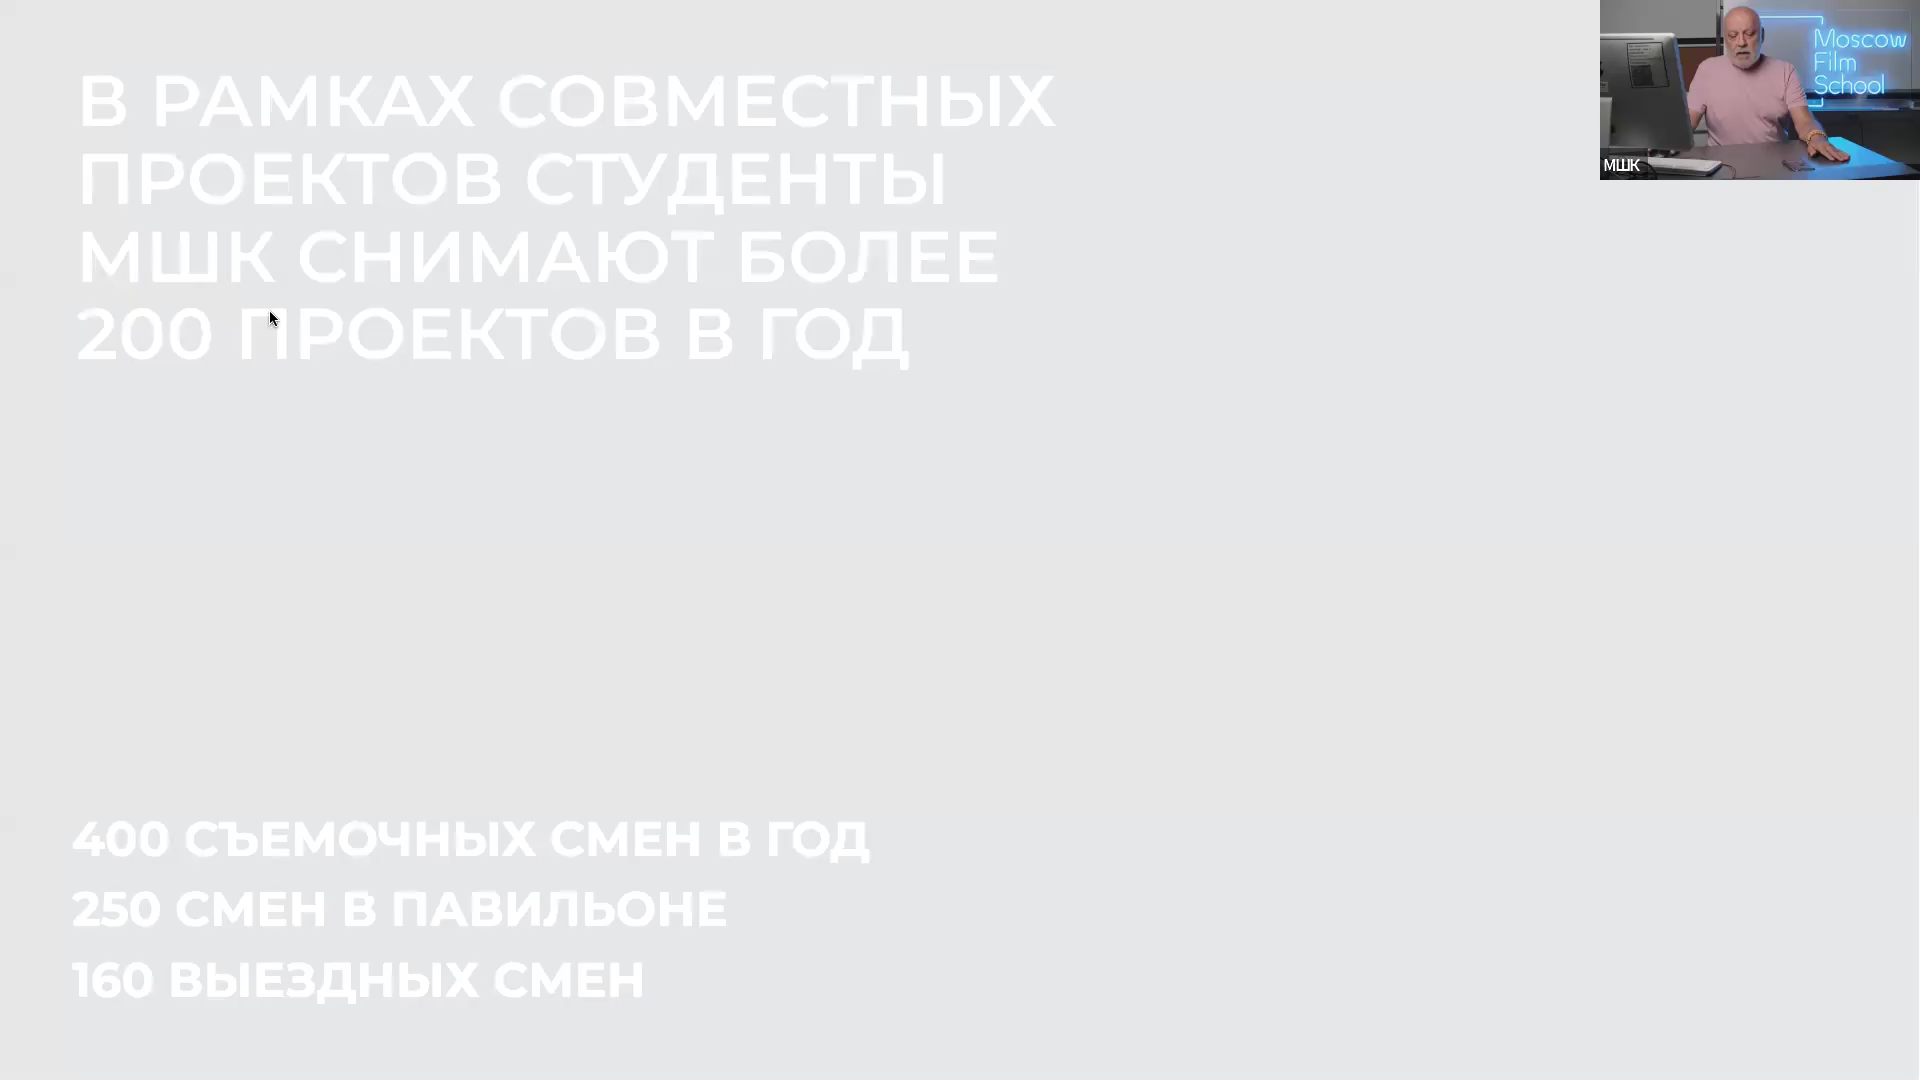 В РАМКАХ СОВМЕСТНЫХ
ПРОЕКТОВ СТУДЕНТЫ
МШК СНИМАЮТ БОЛЕЕ
200 ПРОЕКТОВ В ГОД
Moscow
Film
School
МШК
400 СЪЕМОЧНЫХ СМЕН В ГОД
250 СМЕН В ПАВИЛЬОНЕ
160 ВЫЕЗДНЫХ СМЕН